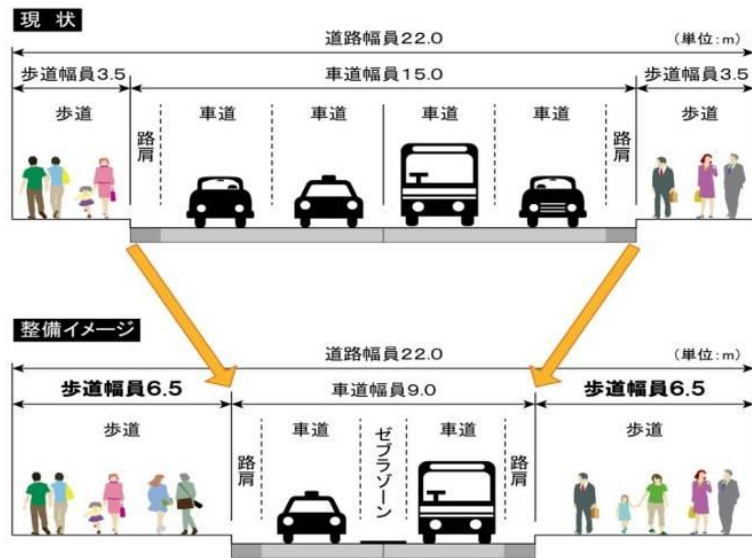 現 状
道路幅員22.0 (単位:m)
歩道幅員3.5 車道幅員15.0 歩道幅員3.5
歩道 路肩 車道 車道 車道 車道 路肩 歩道
整備イメージ
道路幅員22.0 (単位:m)
歩道幅員6.5 車道幅員9.0 歩道幅員6.5
歩道 路肩 車道 ゼブラゾーン 車道 路肩 歩道